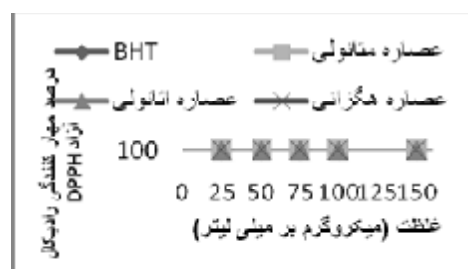 BHT
عصاره متانولی
عصاره اتانولی
عصاره هگزانی
درصد مهار کنندگی رادیکال
آزاد DPPH
100
0 25 50 75 100 125 150
غلظت (میکروگرم بر میلی لیتر)